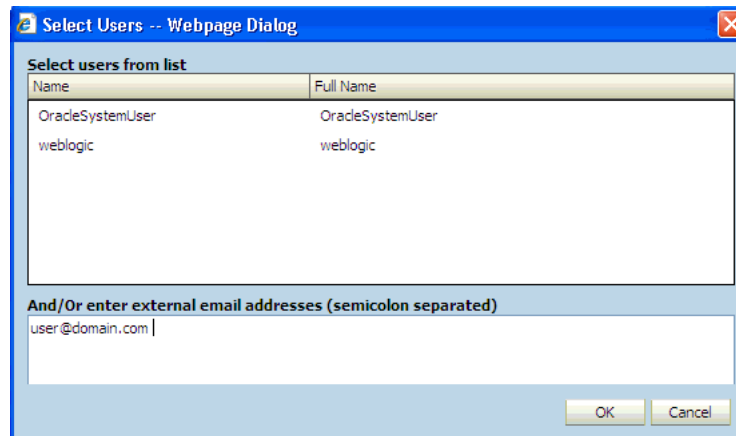 Select Users -- Webpage Dialog
Select users from list
Name Full Name
OracleSystemUser OracleSystemUser
weblogic weblogic
And/Or enter external email addresses (semicolon separated)
user@domain.com
OK Cancel